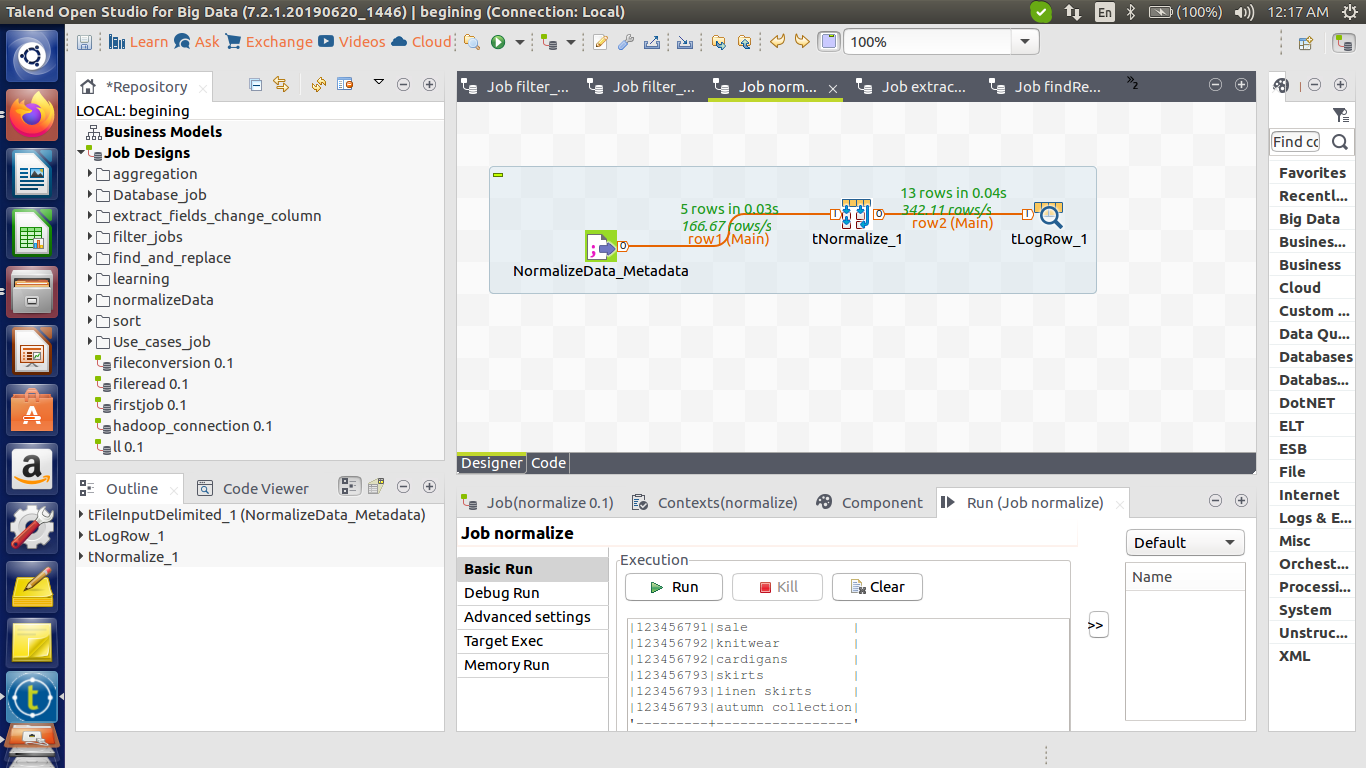 Talend Open Studio for Big Data (7.2.1.20190620_1446) | begining (Connection: Local)
En
(100%)
12:17 AM
Learn
Ask
Exchange
Videos
Cloud
100%
*Repository
LOCAL: begining
Business Models
Job Designs
aggregation
Database_job
extract_fields_change_column
filter_jobs
find_and_replace
learning
normalizeData
sort
Use_cases_job
fileconversion 0.1
fileread 0.1
firstjob 0.1
hadoop_connection 0.1
ll 0.1
Outline
Code Viewer
tFileInputDelimited_1 (NormalizeData_Metadata)
tLogRow_1
tNormalize_1
Job filter_...
Job filter_...
Job norm...
Job extrac...
Job findRe...
»2
5 rows in 0.03s
166.67 rows/s
row1 (Main)
13 rows in 0.04s
342.11 rows/s
row2 (Main)
NormalizeData_Metadata
tNormalize_1
tLogRow_1
Designer
Code
Job(normalize 0.1)
Contexts(normalize)
Component
Run (Job normalize)
Job normalize
Basic Run
Debug Run
Advanced settings
Target Exec
Memory Run
Execution
Run
Kill
Clear
|123456791|sale            |
|123456792|knitwear        |
|123456792|cardigans       |
|123456793|skirts          |
|123456793|linen skirts    |
|123456793|autumn collection|
'---------+-----------------'
>>
Default
Name
Find cc
Favorites
Recentl...
Big Data
Business...
Business
Cloud
Custom ...
Data Qu...
Databases
Databas...
DotNET
ELT
ESB
File
Internet
Logs & E...
Misc
Orchest...
Processi...
System
Unstruc...
XML